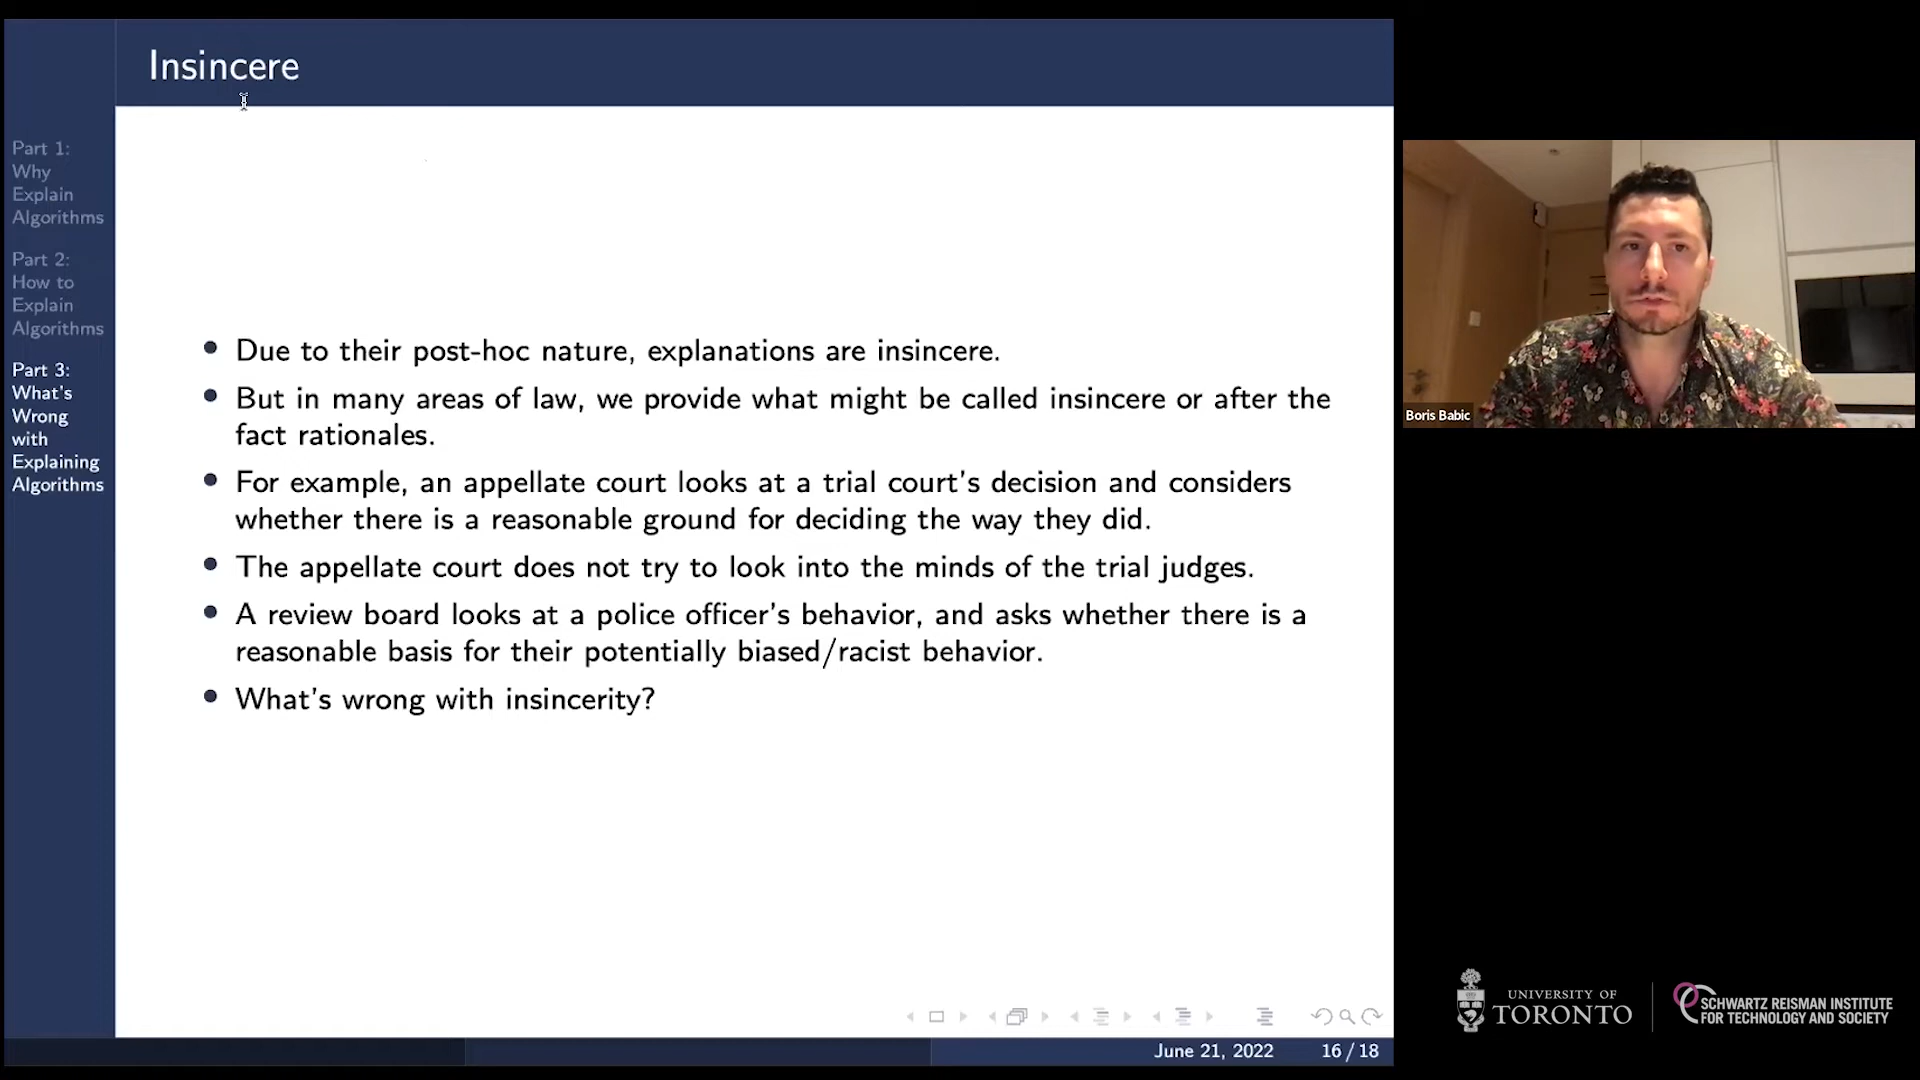 Insincere
Part 1:
Why
Explain
Algorithms
Part 2:
How to
Explain
Algorithms
Part 3:
What's
Wrong
with
Explaining
Algorithms
Due to their post-hoc nature, explanations are insincere.
But in many areas of law, we provide what might be called insincere or after the
fact rationales.
For example, an appellate court looks at a trial court's decision and considers
whether there is a reasonable ground for deciding the way they did.
The appellate court does not try to look into the minds of the trial judges.
A review board looks at a police officer's behavior, and asks whether there is a
reasonable basis for their potentially biased/racist behavior.
What's wrong with insincerity?
June 21, 2022 16 / 18
Boris Babic
UNIVERSITY OF
TORONTO
SCHWARTZ REISMAN INSTITUTE
FOR TECHNOLOGY AND SOCIETY